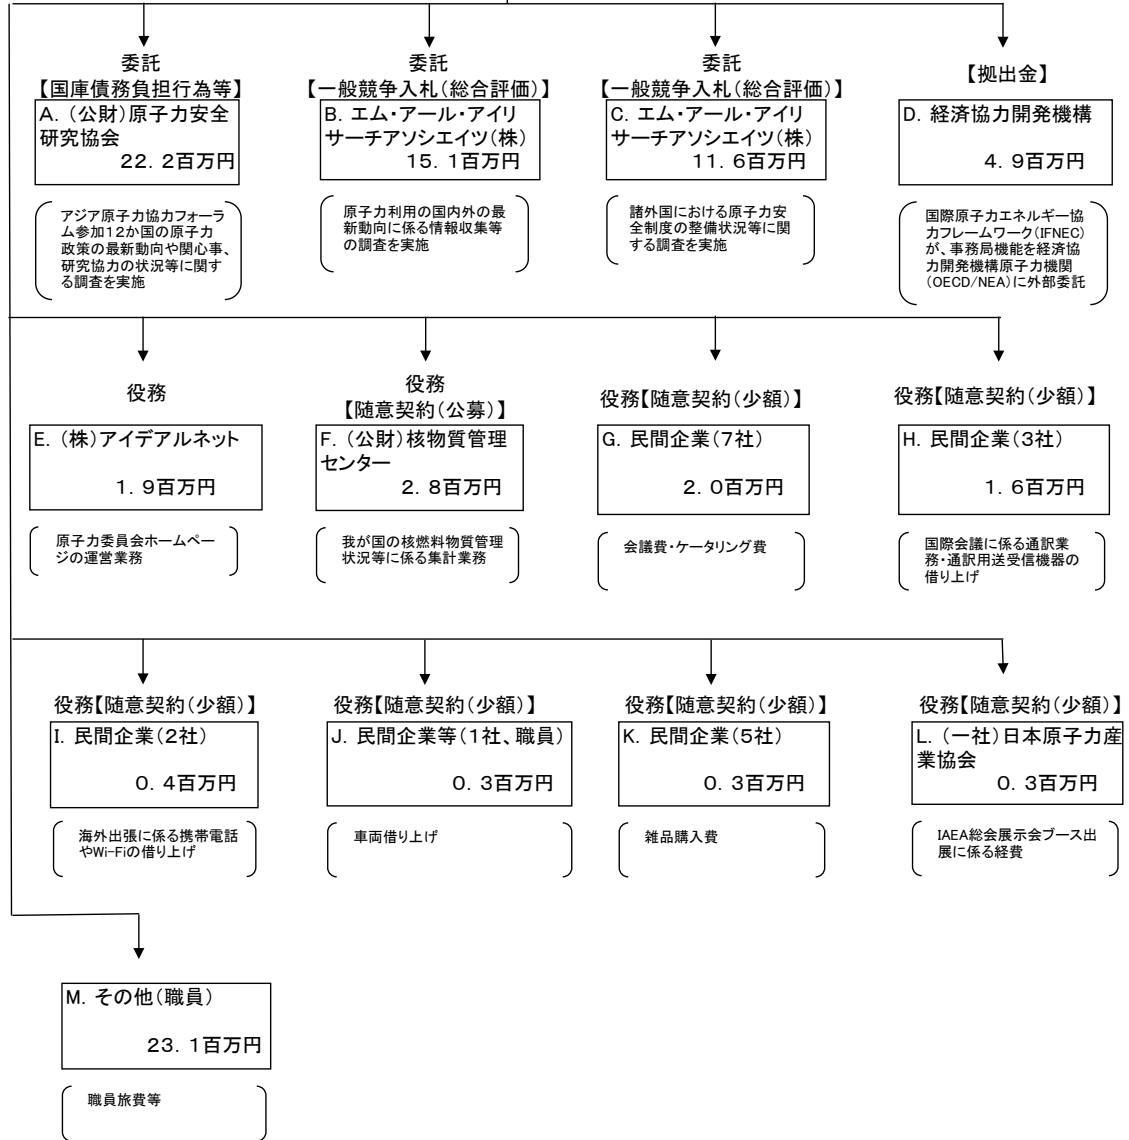 委託
【国庫債務負担行為等】
A. (公財)原子力安全
研究協会
22. 2百万円
アジア原子力協力フォーラ
ム参加12か国の原子力
政策の最新動向や関心事、
研究協力の状況等に関す
る調査を実施
委託
【一般競争入札(総合評価)】
B. エム・アール・アイリ
サーチアソシエイツ(株)
15. 1百万円
原子力利用の国内外の最
新動向に係る情報収集等
の調査を実施
委託
【一般競争入札(総合評価)】
C. エム・アール・アイリ
サーチアソシエイツ(株)
11. 6百万円
諸外国における原子力安
全制度の整備状況等に関
する調査を実施
【拠出金】
D. 経済協力開発機構
4. 9百万円
国際原子力エネルギー協
力フレームワーク(IFNEC)
が、事務局機能を経済協
力開発機構原子力機関
(OECD/NEA)に外部委託
役務
E. (株)アイデアルネット
1. 9百万円
原子力委員会ホームペー
ジの運営業務
役務
【随意契約(公募)】
F. (公財)核物質管理
センター
2. 8百万円
我が国の核燃料物質管理
状況等に係る集計業務
役務【随意契約(少額)】
G. 民間企業(7社)
2. 0百万円
会議費・ケータリング費
役務【随意契約(少額)】
H. 民間企業(3社)
1. 6百万円
国際会議に係る通訳業
務・通訳用送受信機器の
借り上げ
役務【随意契約(少額)】
I. 民間企業(2社)
0. 4百万円
海外出張に係る携帯電話
やWi-Fiの借り上げ
役務【随意契約(少額)】
J. 民間企業等(1社、職員)
0. 3百万円
車両借り上げ
役務【随意契約(少額)】
K. 民間企業(5社)
0. 3百万円
雑品購入費
役務【随意契約(少額)】
L. (一社)日本原子力産
業協会
0. 3百万円
IAEA総会展示会ブース出
展に係る経費
M. その他(職員)
23. 1百万円
職員旅費等